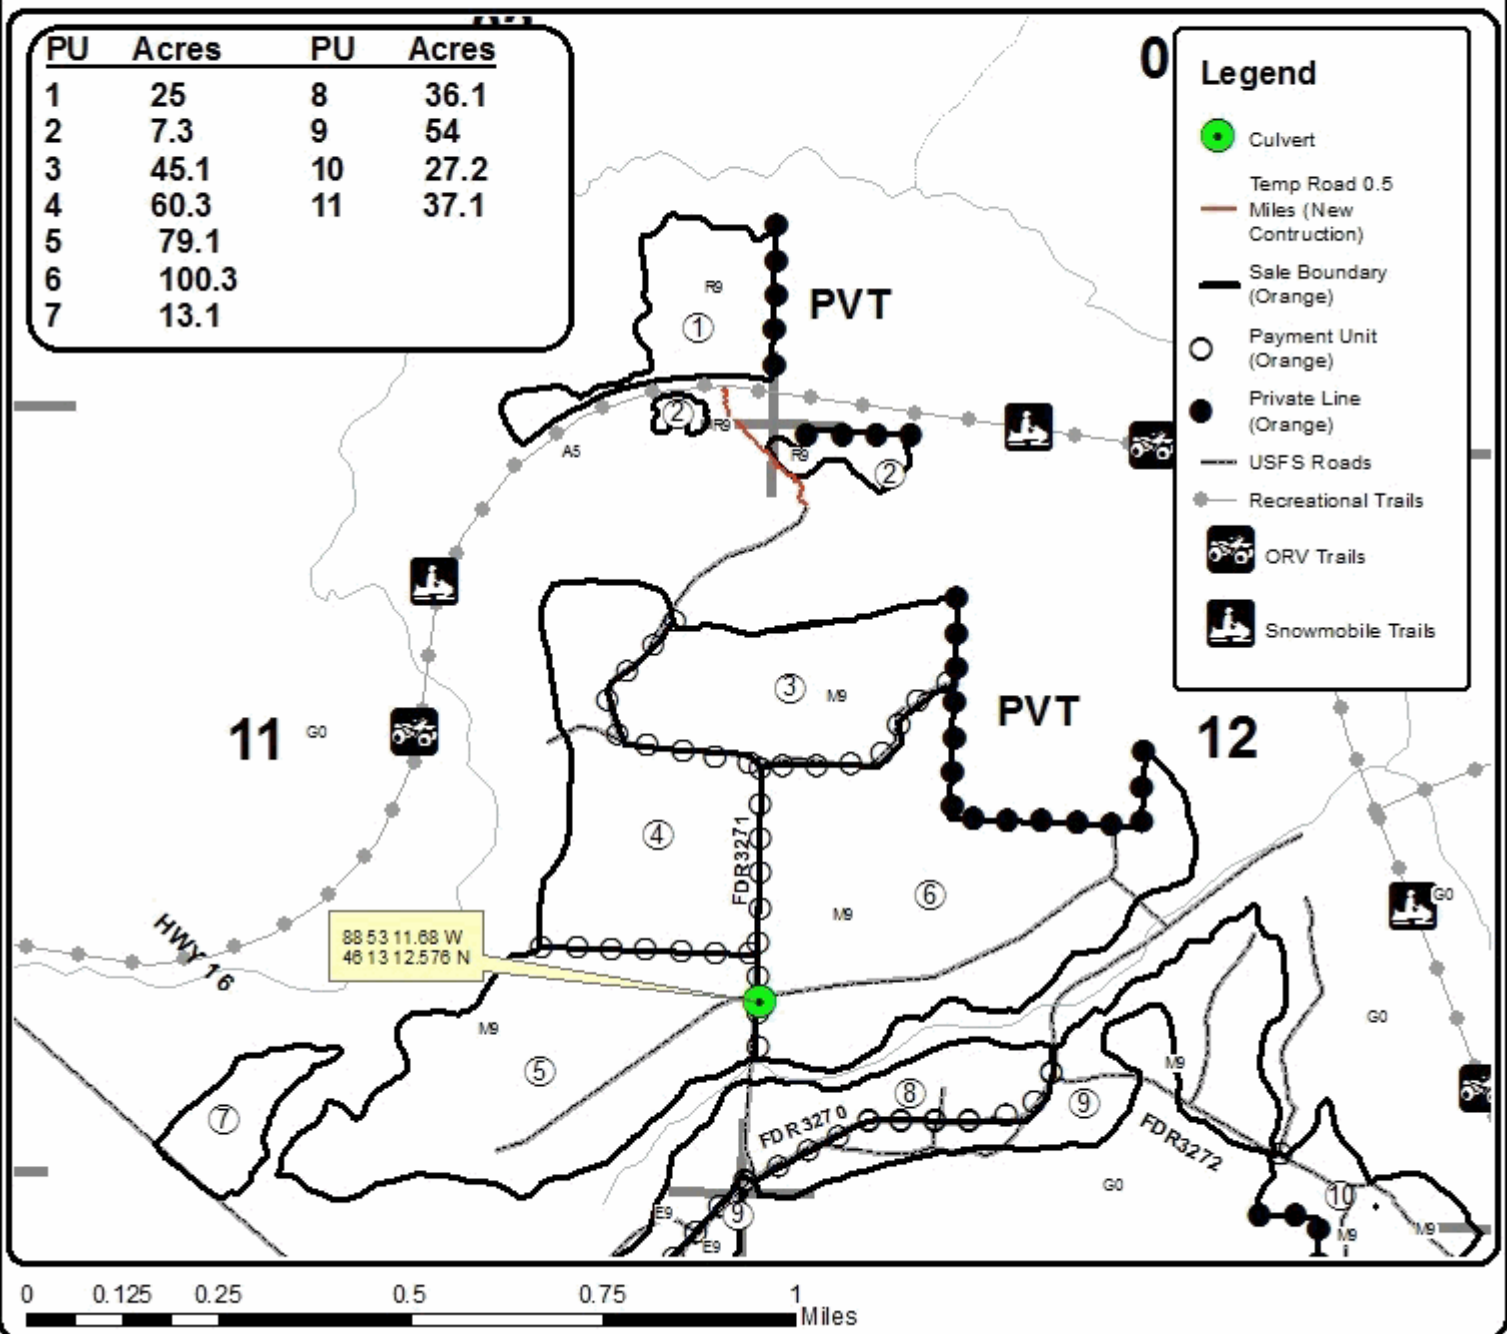 PU Acres PU Acres
1 25 8 36.1
2 7.3 9 54
3 45.1 10 27.2
4 60.3 11 37.1
5 79.1
6 100.3
7 13.1
0
Legend
Culvert
Temp Road 0.5
Miles (New
Contruction)
Sale Boundary
(Orange)
Payment Unit
(Orange)
Private Line
(Orange)
USFS Roads
Recreational Trails
ORV Trails
Snowmobile Trails
R9
PVT
1
2
R9
A5
R9
2
3
M9
PVT
11
G0
12
4
FDR3271
6
M9
G0
HWY 16
88 53 11.68 W
46 13 12.576 N
M9
G0
5
M9
7
8
9
FDR3270
FDR3272
G0
10
E9
9
E9
M9
M9
0 0.125 0.25 0.5 0.75 1
Miles